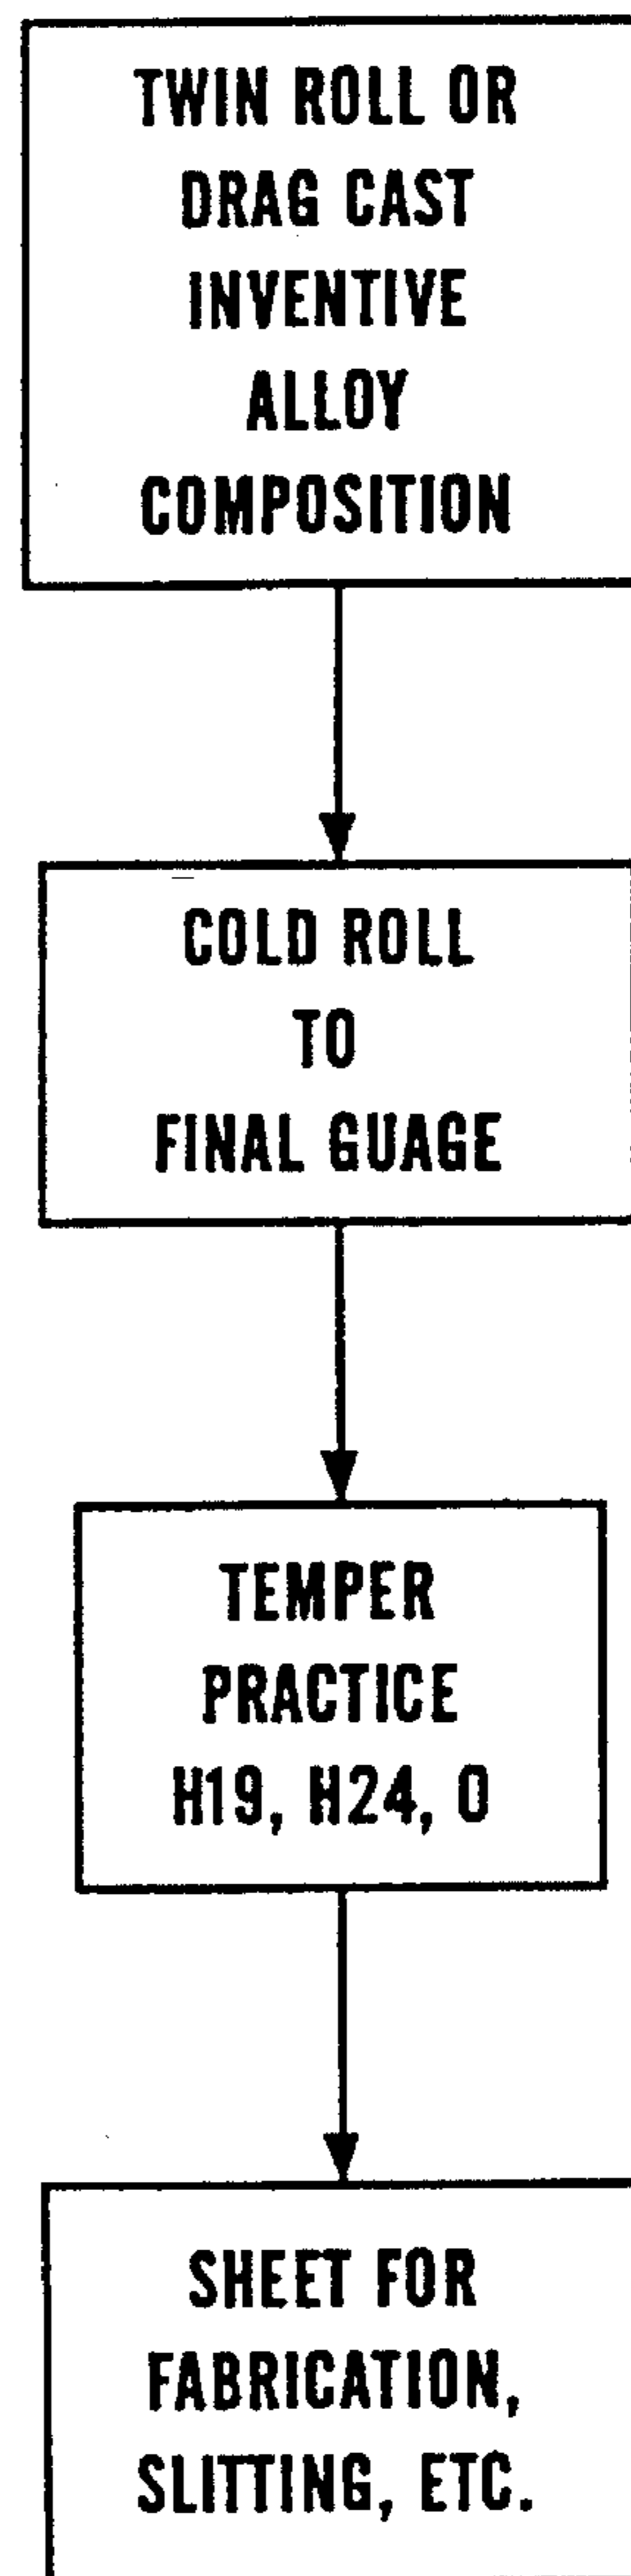 TWIN ROLL OR
DRAG CAST
INVENTIVE
ALLOY
COMPOSITION
COLD ROLL
TO
FINAL GUAGE
TEMPER
PRACTICE
H19, H24, O
SHEET FOR
FABRICATION,
SLITTING, ETC.